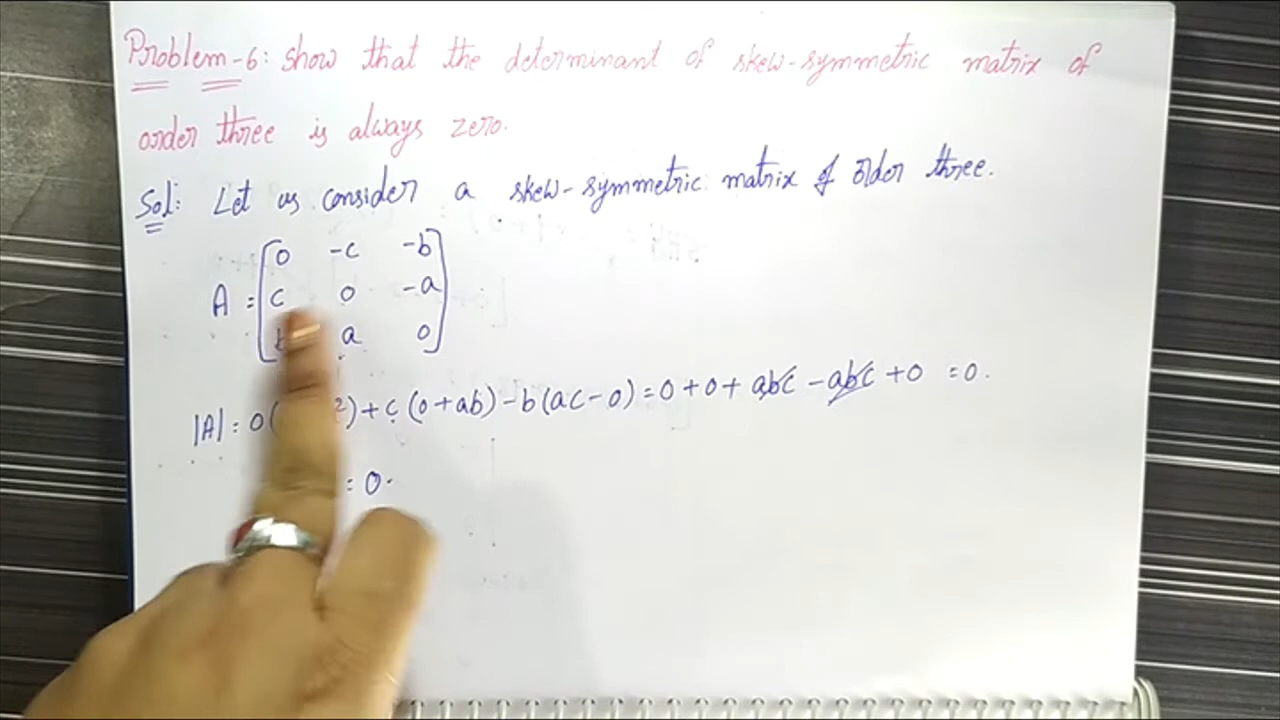 Problem-6: show that the determinant of skew-symmetric matrix of
order three is always zero.
Sol: Let us consider a skew-symmetric matrix of order three.
A = [0 -c -b
c 0 -a
b a 0]
|A| = 0( ²) + c(0+ab) - b(ac-0) = 0+0+abc-abc+0 = 0.
= 0.